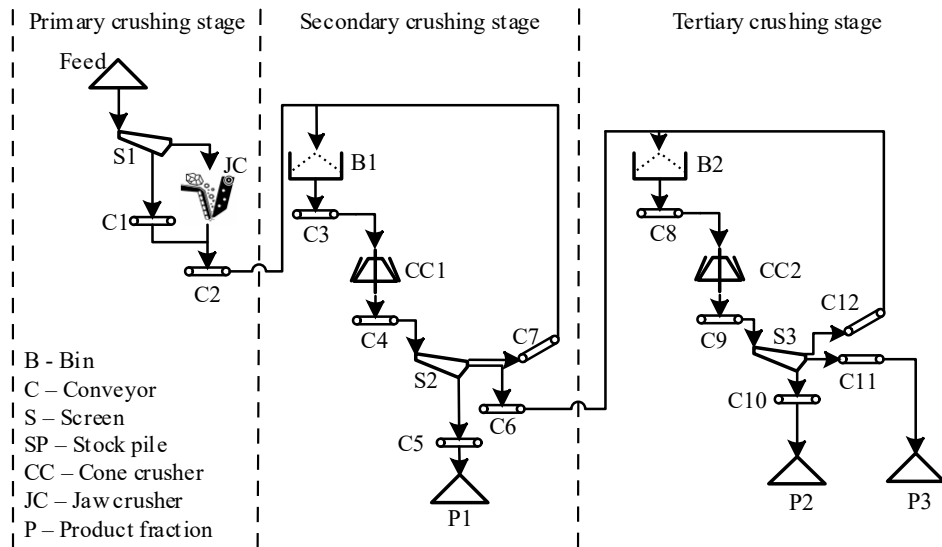 Primary crushing stage
Secondary crushing stage
Tertiary crushing stage
Feed
S1
JC
C1
C2
B1
C3
CC1
C4
C7
S2
C6
C5
P1
B2
C8
CC2
C12
C9
S3
C11
C10
P2
P3
B - Bin
C – Conveyor
S – Screen
SP – Stock pile
CC – Cone crusher
JC – Jaw crusher
P – Product fraction